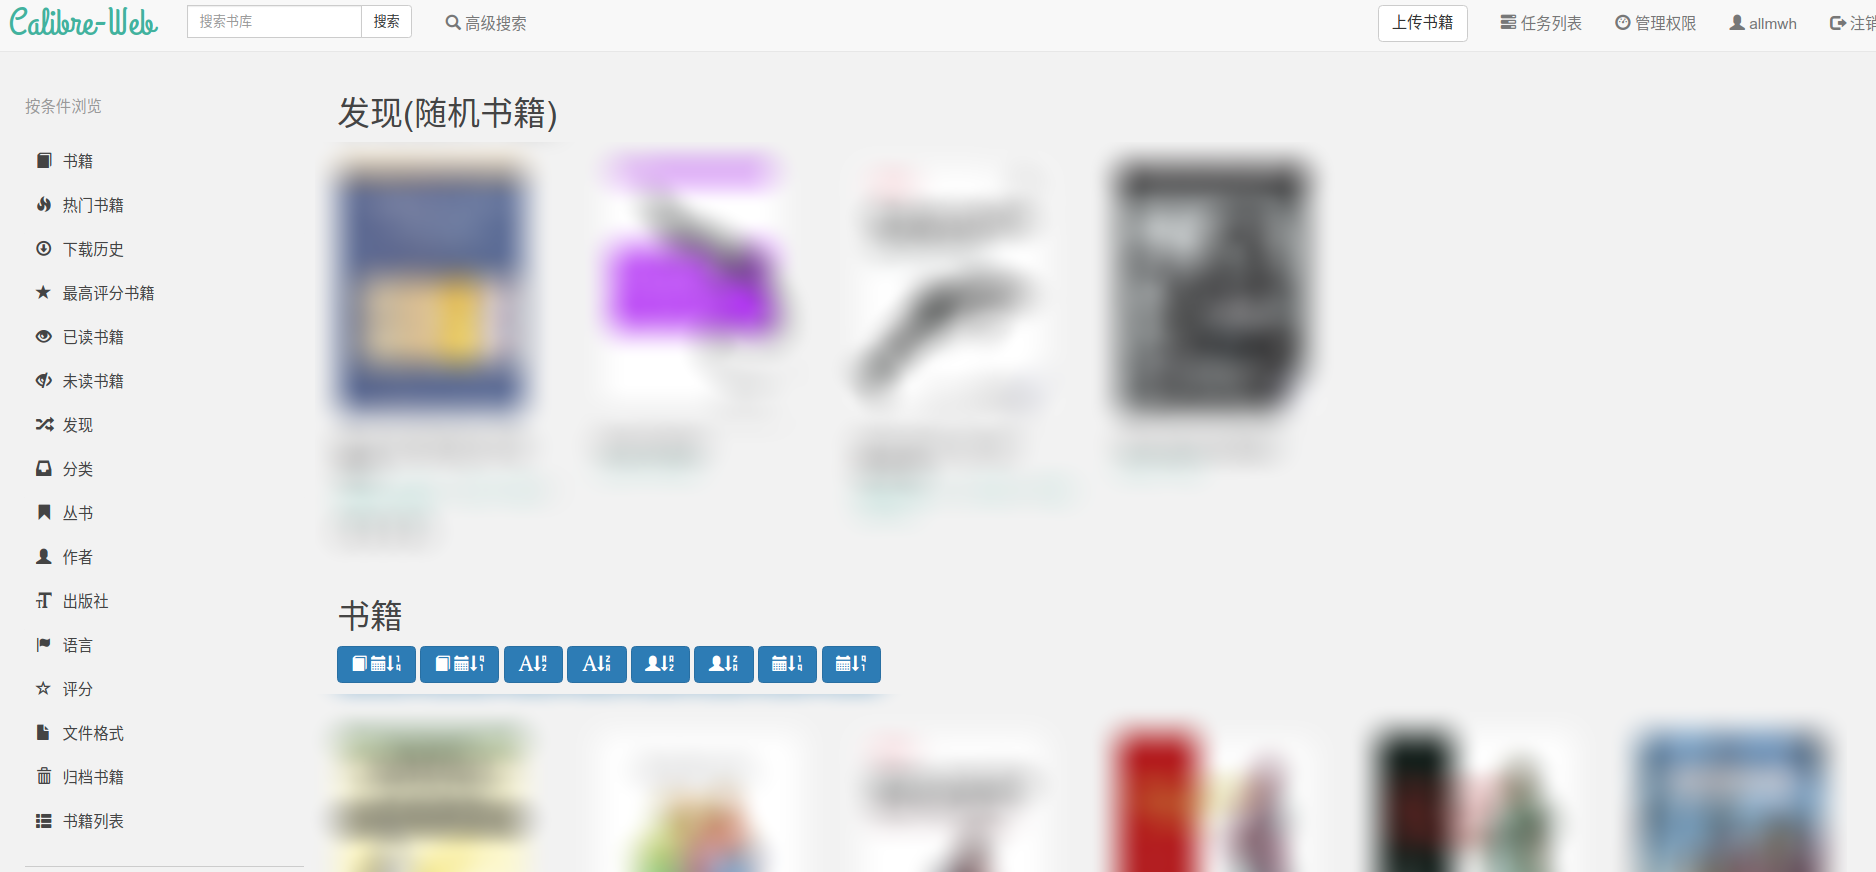 Calibre-Web
搜索书库
搜索
高级搜索
上传书籍
任务列表
管理权限
allmwh
注销
按条件浏览
书籍
热门书籍
下载历史
最高评分书籍
已读书籍
未读书籍
发现
分类
丛书
作者
出版社
语言
评分
文件格式
归档书籍
书籍列表
发现(随机书籍)
书籍